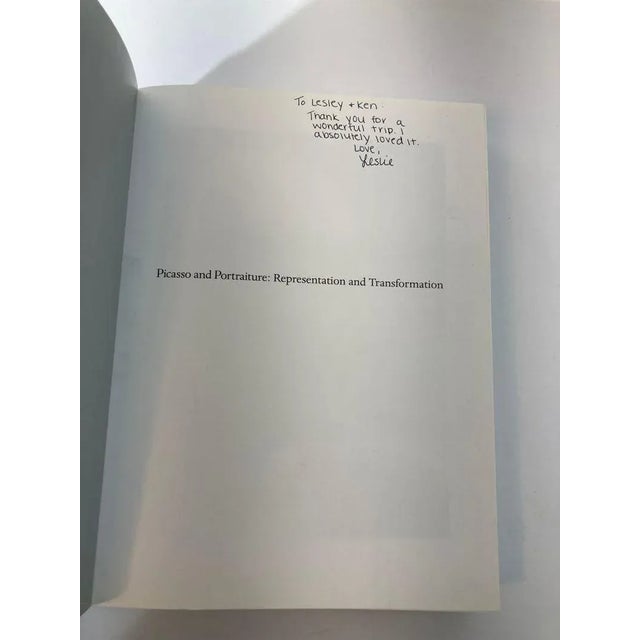 To Lesley + Ken:
Thank you for a
wonderful trip. I
absolutely loved it.
Love,
Leslie
Picasso and Portraiture: Representation and Transformation